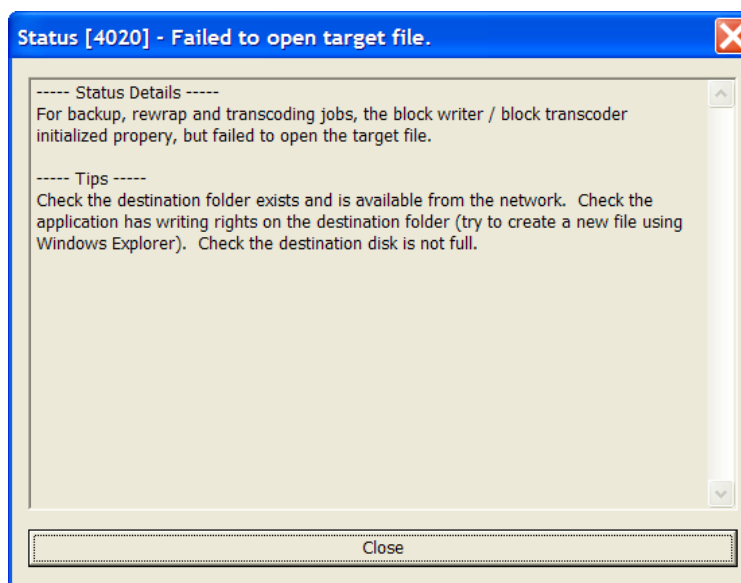 Status [4020] - Failed to open target file.
----- Status Details -----
For backup, rewrap and transcoding jobs, the block writer / block transcoder
initialized propery, but failed to open the target file.
----- Tips -----
Check the destination folder exists and is available from the network.  Check the
application has writing rights on the destination folder (try to create a new file using
Windows Explorer).  Check the destination disk is not full.
Close